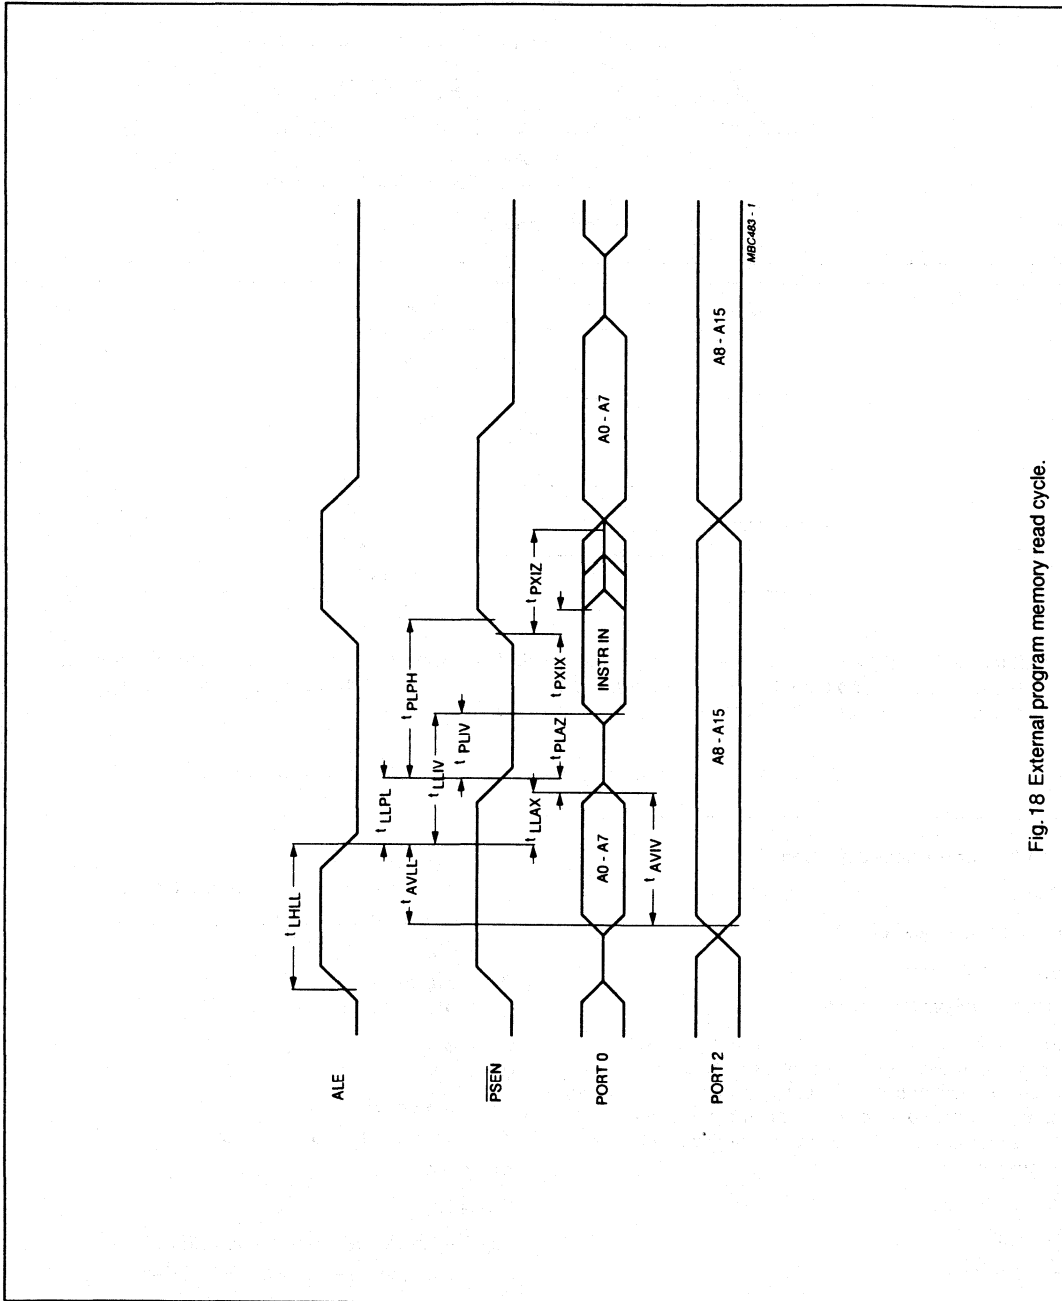 ALE
t LHLL
t LLPL
t AVLL
t PLPH
t LLIV
t PLIV
PSEN
t LLAX
t PLAZ
t PXIX
t PXIZ
PORT 0
A0 - A7
INSTR IN
A0 - A7
t AVIV
PORT 2
A8 - A15
A8 - A15
MBC483 - 1
Fig. 18 External program memory read cycle.